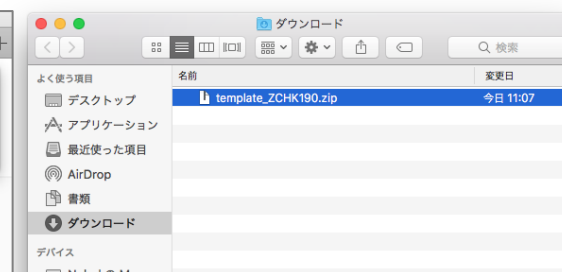 ダウンロード
検索
よく使う項目
名前
変更日
デスクトップ
template_ZCHK190.zip
今日 11:07
アプリケーション
最近使った項目
AirDrop
書類
ダウンロード
デバイス